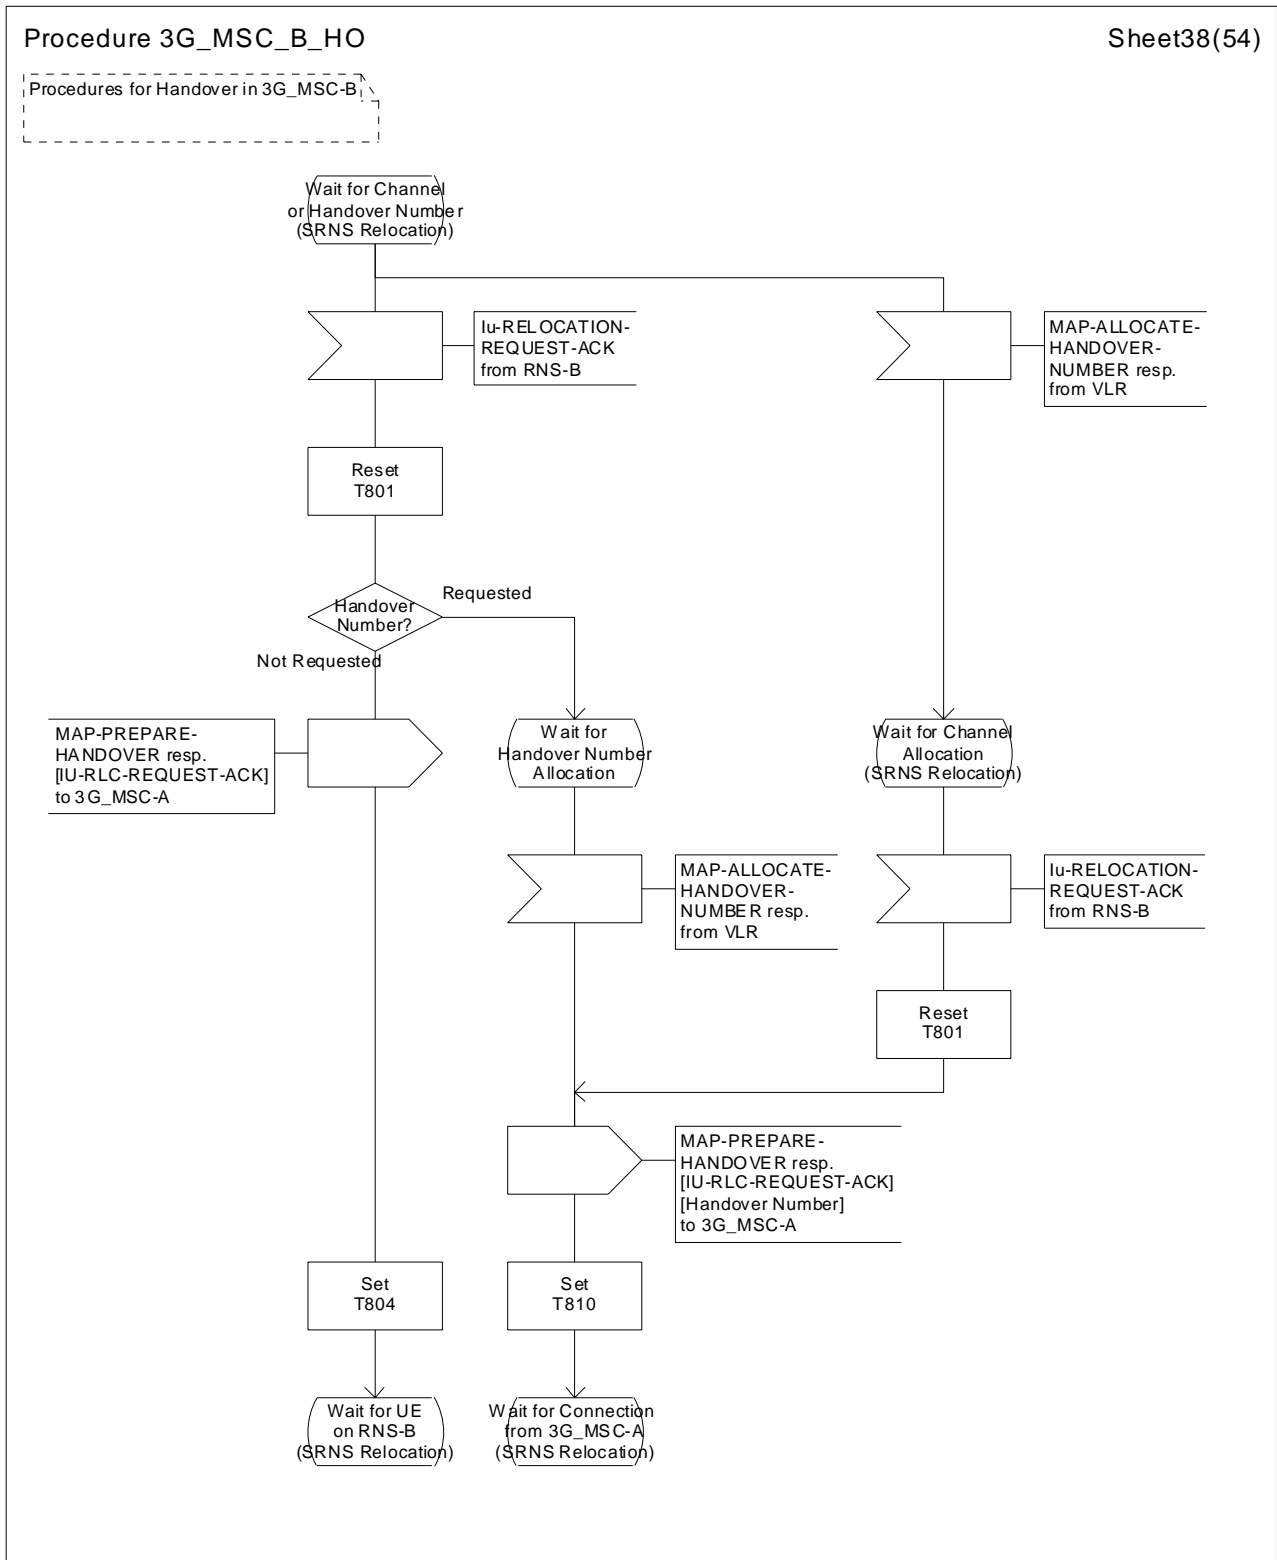 Procedure 3G_MSC_B_HO
Sheet38(54)
Procedures for Handover in 3G_MSC-B
Wait for Channel
or Handover Number
(SRNS Relocation)
Iu-RELOCATION-
REQUEST-ACK
from RNS-B
MAP-ALLOCATE-
HANDOVER-
NUMBER resp.
from VLR
Reset
T801
Handover
Number?
Requested
Not Requested
MAP-PREPARE-
HANDOVER resp.
[IU-RLC-REQUEST-ACK]
to 3G_MSC-A
Wait for
Handover Number
Allocation
Wait for Channel
Allocation
(SRNS Relocation)
MAP-ALLOCATE-
HANDOVER-
NUMBER resp.
from VLR
Iu-RELOCATION-
REQUEST-ACK
from RNS-B
Reset
T801
MAP-PREPARE-
HANDOVER resp.
[IU-RLC-REQUEST-ACK]
[Handover Number]
to 3G_MSC-A
Set
T804
Set
T810
Wait for UE
on RNS-B
(SRNS Relocation)
Wait for Connection
from 3G_MSC-A
(SRNS Relocation)